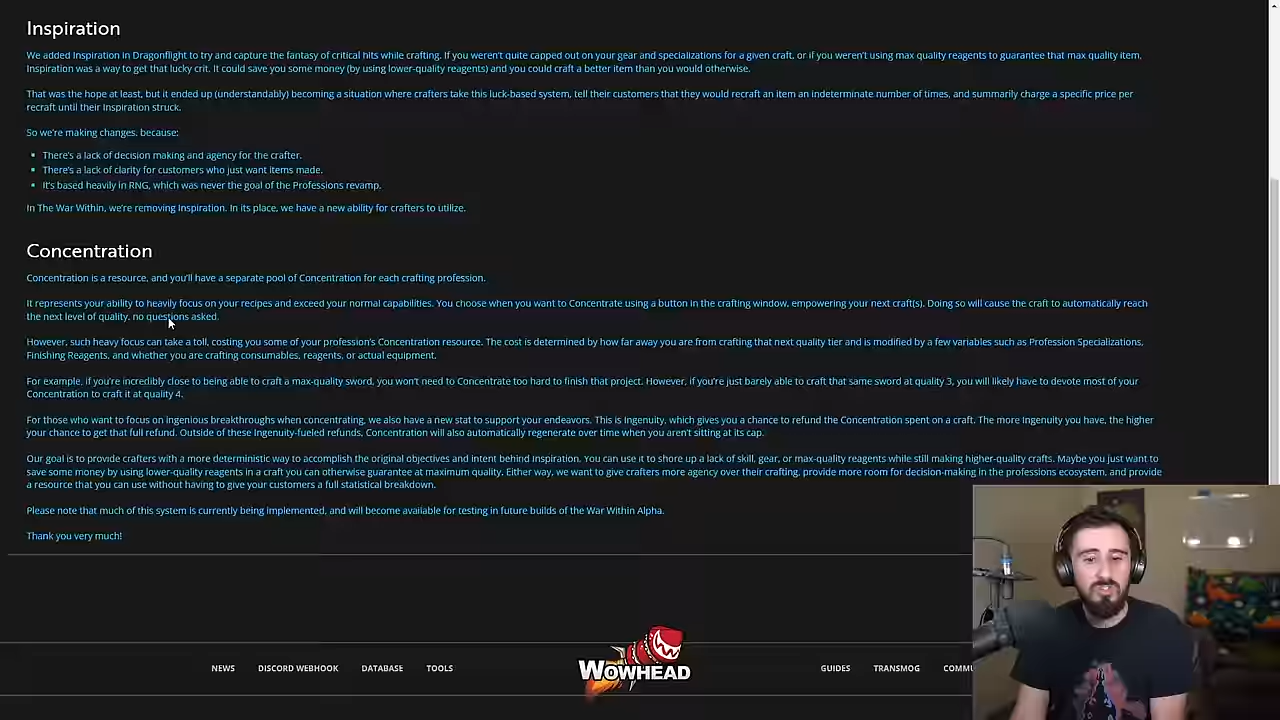 Inspiration
We added Inspiration in Dragonflight to try and capture the fantasy of critical hits while crafting. If you weren't quite capped out on your gear and specializations for a given craft, or if you weren't using max quality reagents to guarantee that max quality item,
Inspiration was a way to get that lucky crit. It could save you some money (by using lower-quality reagents) and you could craft a better item than you would otherwise.
That was the hope at least, but it ended up (understandably) becoming a situation where crafters take this luck-based system, tell their customers that they would recraft an item an indeterminate number of times, and summarily charge a specific price per
recraft until their Inspiration struck.
So we're making changes, because:
There's a lack of decision making and agency for the crafter.
There's a lack of clarity for customers who just want items made.
It's based heavily in RNG, which was never the goal of the Professions revamp.
In The War Within, we're removing Inspiration. In its place, we have a new ability for crafters to utilize.
Concentration
Concentration is a resource, and you'll have a separate pool of Concentration for each crafting profession.
It represents your ability to heavily focus on your recipes and exceed your normal capabilities. You choose when you want to Concentrate using a button in the crafting window, empowering your next craft(s). Doing so will cause the craft to automatically reach
the next level of quality, no questions asked.
However, such heavy focus can take a toll, costing you some of your profession's Concentration resource. The cost is determined by how far away you are from crafting that next quality tier and is modified by a few variables such as Profession Specializations,
Finishing Reagents, and whether you are crafting consumables, reagents, or actual equipment.
For example, if you're incredibly close to being able to craft a max-quality sword, you won't need to Concentrate too hard to finish that project. However, if you're just barely able to craft that same sword at quality 3, you will likely have to devote most of your
Concentration to craft it at quality 4.
For those who want to focus on ingenious breakthroughs when concentrating, we also have a new stat to support your endeavors. This is Ingenuity, which gives you a chance to refund the Concentration spent on a craft. The more Ingenuity you have, the higher
your chance to get that full refund. Outside of these Ingenuity-fueled refunds, Concentration will also automatically regenerate over time when you aren't sitting at its cap.
Our goal is to provide crafters with a more deterministic way to accomplish the original objectives and intent behind Inspiration. You can use it to shore up a lack of skill, gear, or max-quality reagents while still making higher-quality crafts. Maybe you just want to
save some money by using lower-quality reagents in a craft you can otherwise guarantee at maximum quality. Either way, we want to give crafters more agency over their crafting, provide more room for decision-making in the professions ecosystem, and provide
a resource that you can use without having to give your customers a full statistical breakdown.
Please note that much of this system is currently being implemented, and will become available for testing in future builds of the War Within Alpha.
Thank you very much!
NEWS DISCORD WEBHOOK DATABASE TOOLS WOWHEAD GUIDES TRANSMOG COMMU